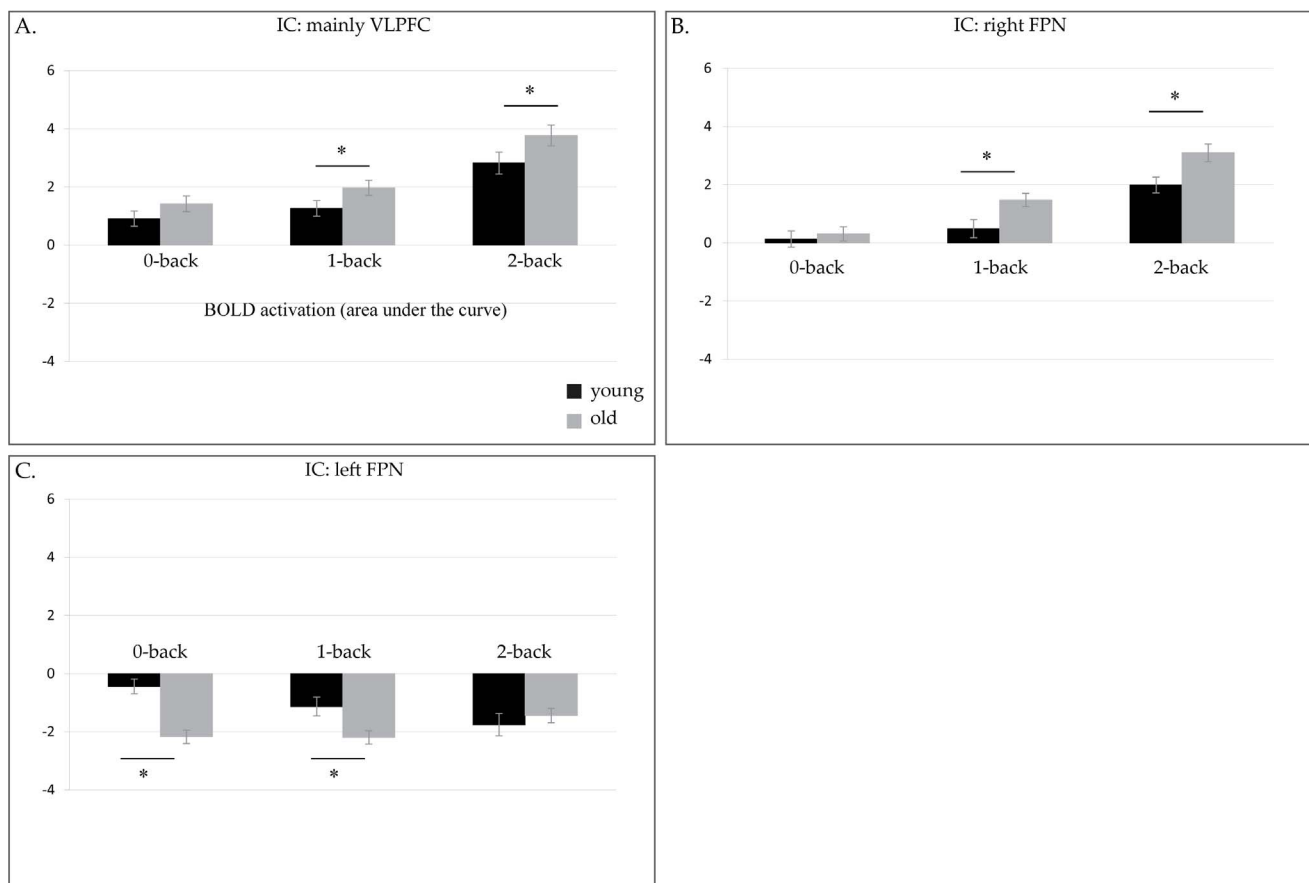 A.
IC: mainly VLPFC
6
4
2
0
-2
-4
*
*
0-back
1-back
2-back
BOLD activation (area under the curve)
young
old
B.
IC: right FPN
6
4
2
0
-2
-4
*
*
0-back
1-back
2-back
C.
IC: left FPN
6
4
2
0
-2
-4
0-back
1-back
2-back
*
*